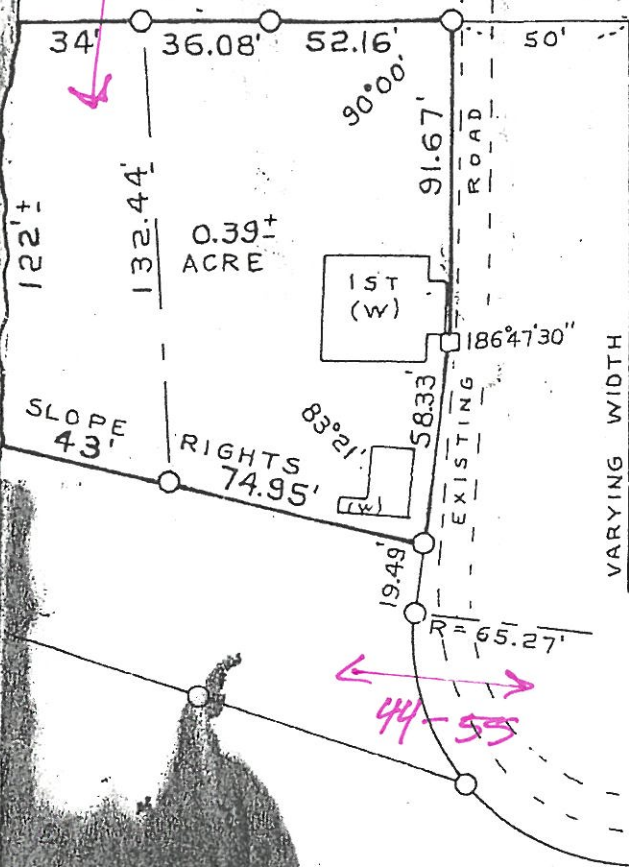 34' 36.08' 52.16' 50'
90°00'
91.67'
ROAD
122'±
132.44'
0.39±
ACRE
1 ST
(W)
186°47'30"
58.33'
EXISTING
VARYING WIDTH
SLOPE
43'
RIGHTS
74.95'
83°21'
(W)
19.49'
R = 65.27'
44-55